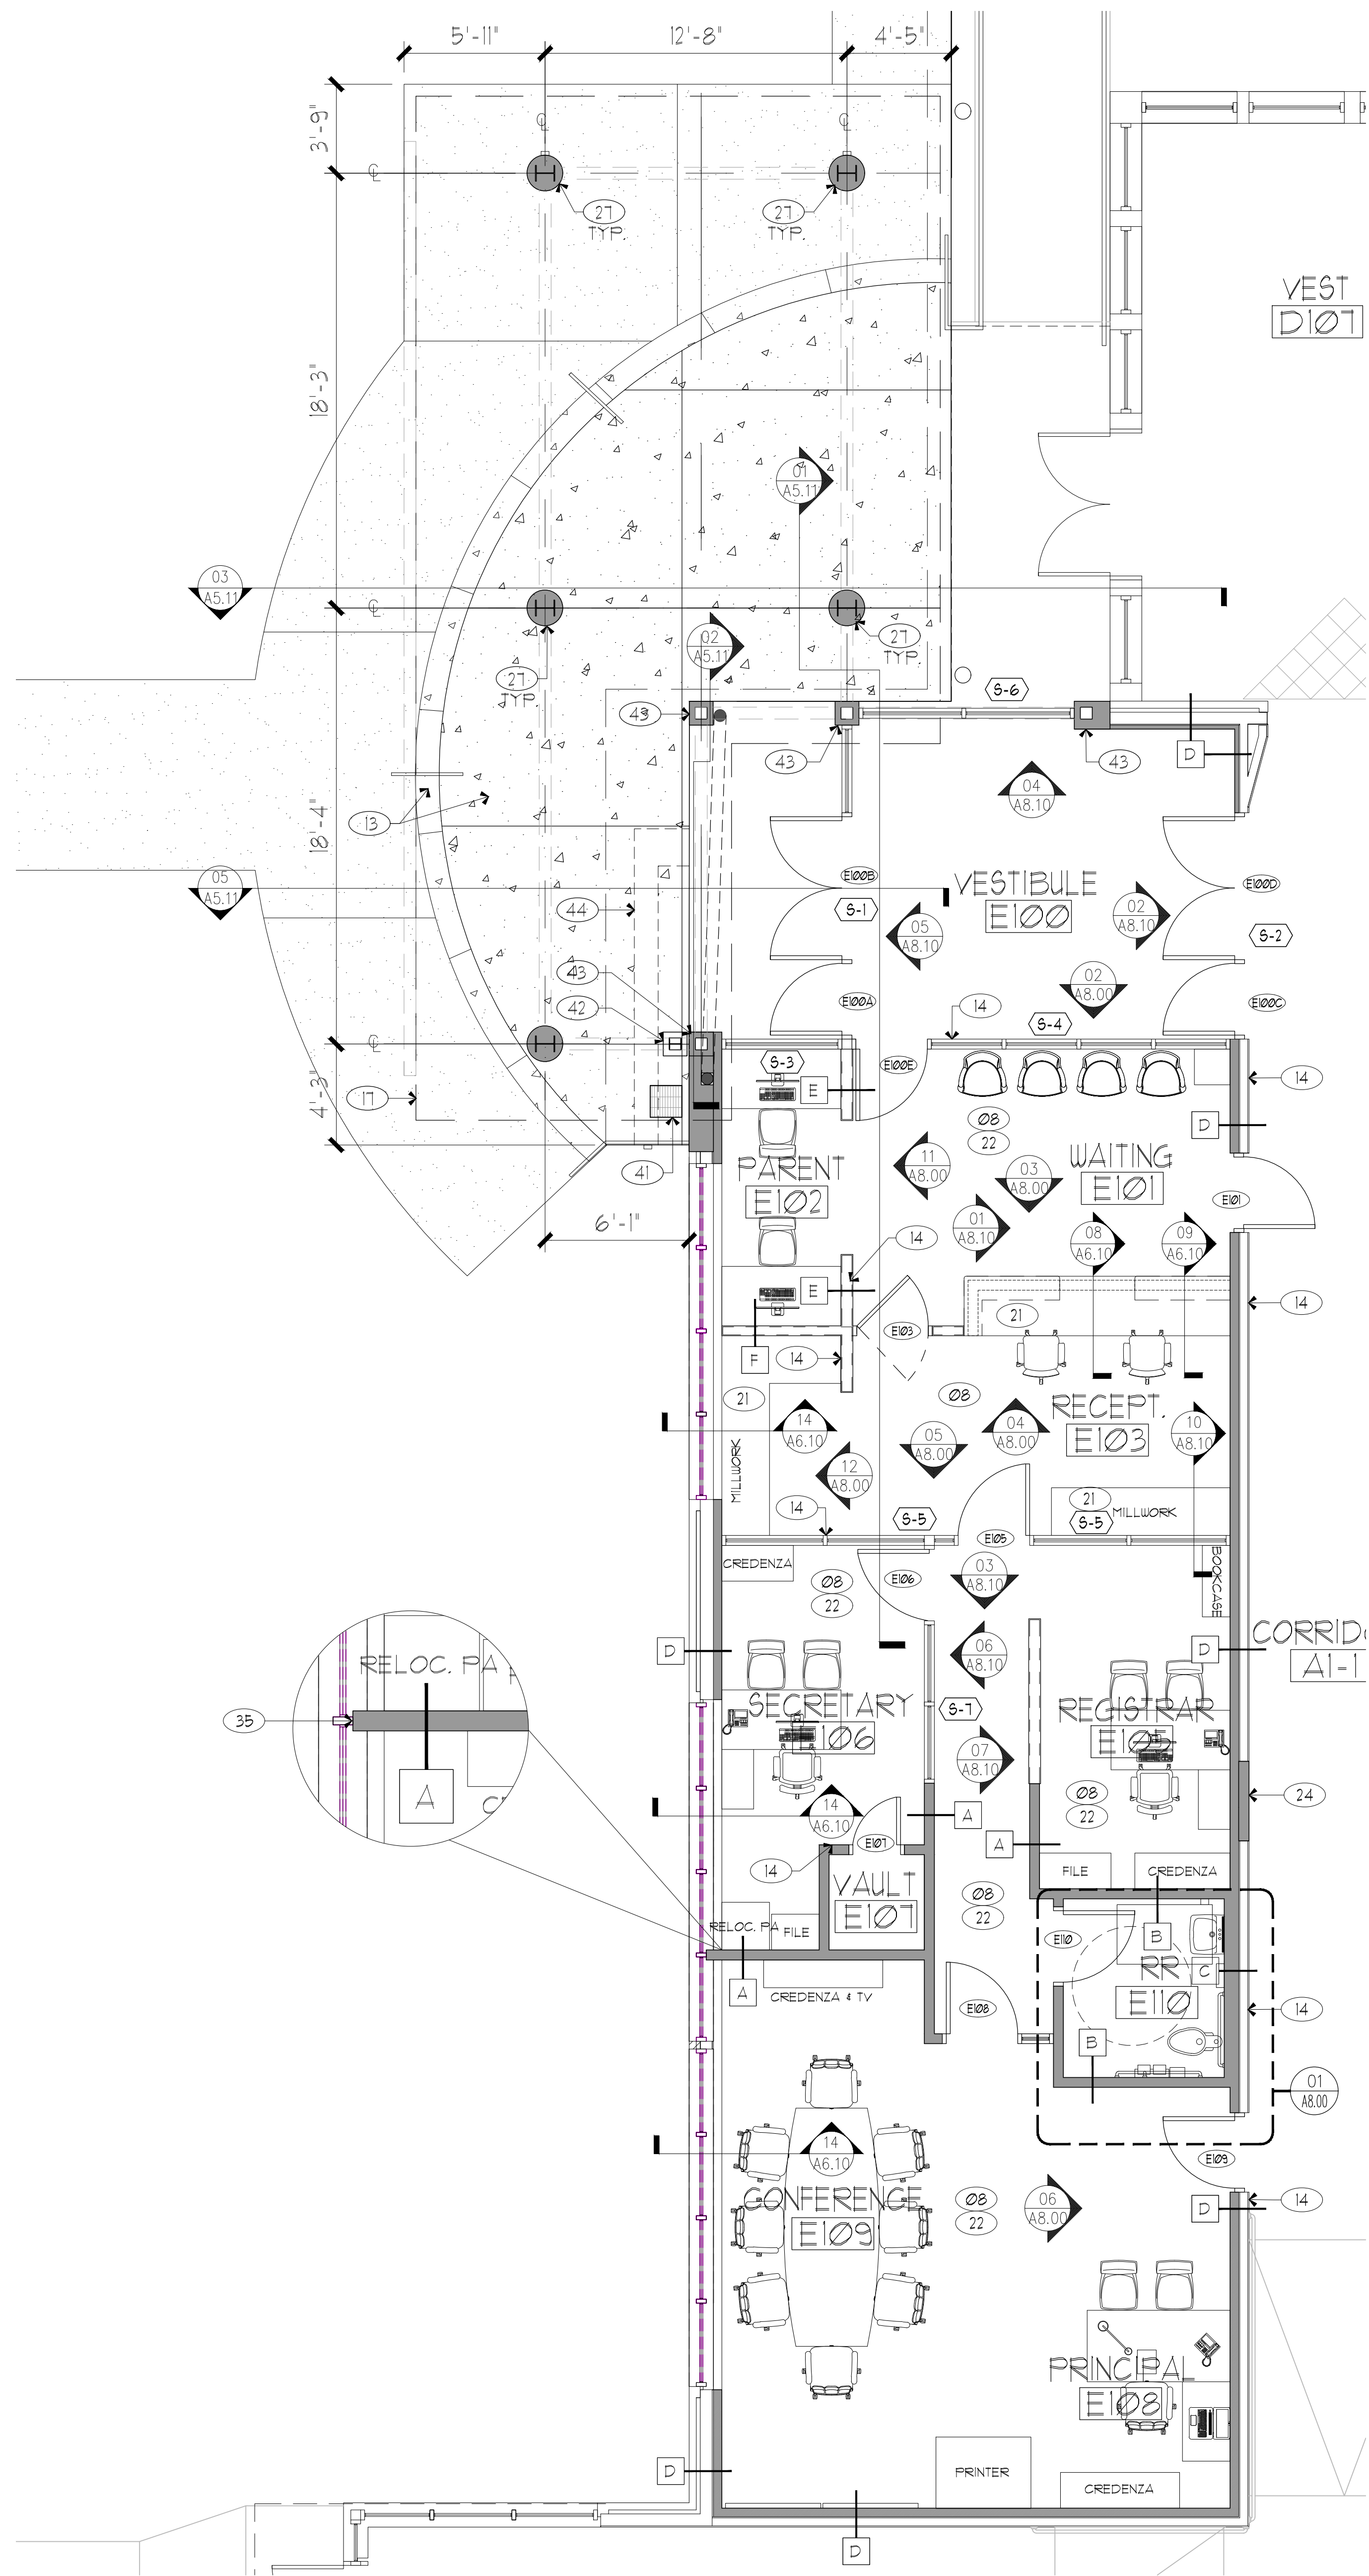 5'-11"
12'-8"
4'-5"
3'-9"
℄
℄
℄
27
TYP.
27
TYP.
VEST
D107
18'-3"
01
A5.11
03
A5.11
℄
02
A5.11
27
TYP.
27
TYP.
S-6
43
43
43
D
04
A8.10
18'-4"
13
05
A5.11
E100B
VESTIBULE
E100
E100D
44
S-1
05
A8.10
02
A8.10
S-2
43
42
E100A
02
A8.00
E100C
14
S-4
℄
S-3
E100E
14
E
4'-3"
17
08
22
D
41
PARENT
E102
11
A8.00
03
A8.00
WAITING
E101
E101
6'-1"
14
01
A8.10
08
A6.10
09
A6.10
E
21
14
E103
F
14
21
08
RECEPT.
E103
14
A6.10
05
A8.00
04
A8.00
10
A8.10
MILLWORK
12
A8.00
14
S-5
21
S-5
MILLWORK
E105
CREDENZA
E106
03
A8.10
BOOKCASE
08
22
D
06
A8.10
D
CORRIDO
A1-1
RELOC. PA
35
A
SECRETARY
E106
S-7
REGISTRAR
E105
07
A8.10
14
A6.10
08
22
24
A
E107
A
14
FILE
CREDENZA
VAULT
E107
08
22
RELOC. PA
FILE
E110
B
RR
E110
C
A
CREDENZA & TV
E108
14
B
01
A8.00
14
A6.10
E109
CONFERENCE
E109
08
22
06
A8.00
D
14
PRINCIPAL
E108
D
PRINTER
CREDENZA
D